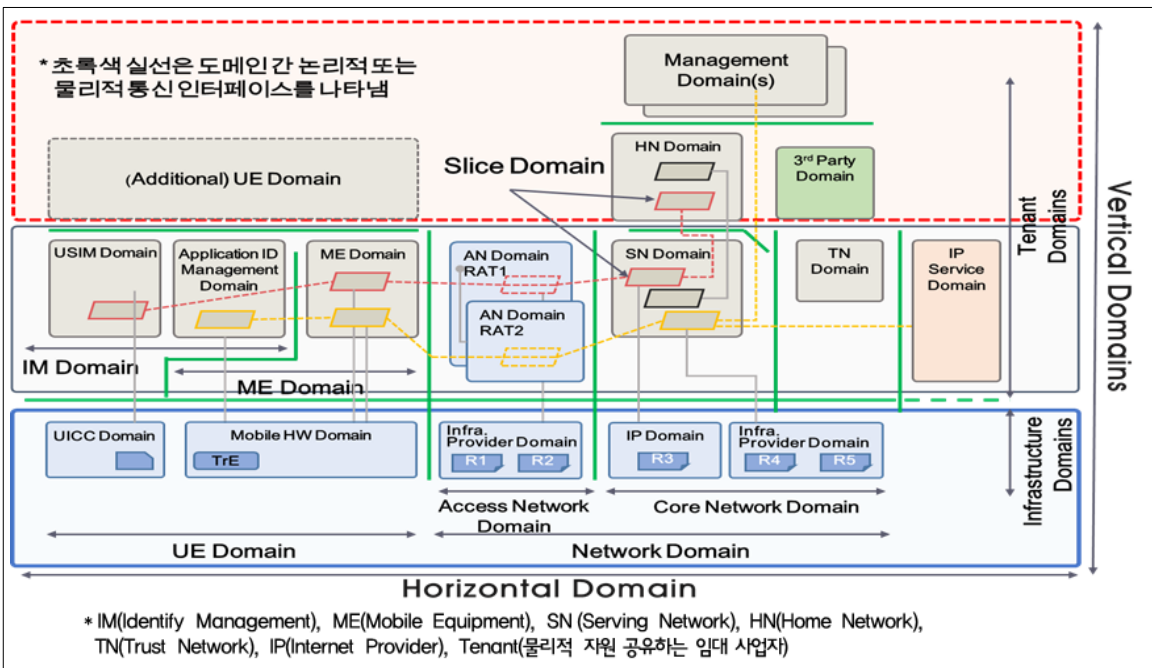 * 초록색 실선은 도메인 간 논리적 또는
물리적 통신 인터페이스를 나타냄
Management
Domain(s)
HN Domain
Slice Domain
3rd Party
Domain
(Additional) UE Domain
USIM Domain
Application ID
Management
Domain
ME Domain
AN Domain
RAT1
AN Domain
RAT2
SN Domain
TN
Domain
IP
Service
Domain
IM Domain
ME Domain
UICC Domain
Mobile HW Domain
TrE
Infra.
Provider Domain
R1
R2
IP Domain
R3
Infra.
Provider Domain
R4
R5
Access Network
Domain
Core Network Domain
UE Domain
Network Domain
Horizontal Domain
Tenant
Domains
Infrastructure
Domains
Vertical Domains
* IM(Identify Management), ME(Mobile Equipment), SN (Serving Network), HN(Home Network),
TN(Trust Network), IP(Internet Provider), Tenant(물리적 자원 공유하는 임대 사업자)